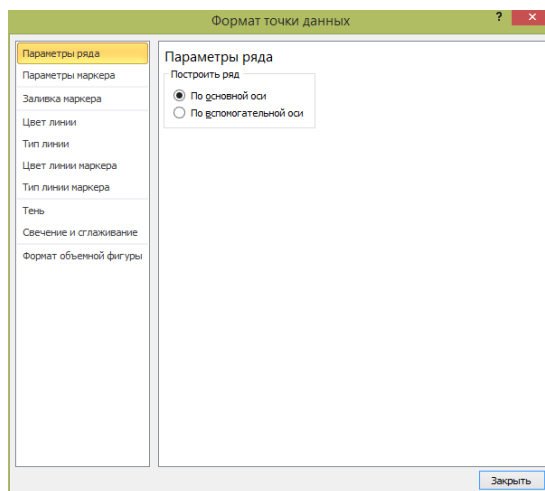 Формат точки данных
?
Параметры ряда
Параметры маркера
Заливка маркера
Цвет линии
Тип линии
Цвет линии маркера
Тип линии маркера
Тень
Свечение и сглаживание
Формат объемной фигуры
Параметры ряда
Построить ряд
По основной оси
По вспомогательной оси
Закрыть